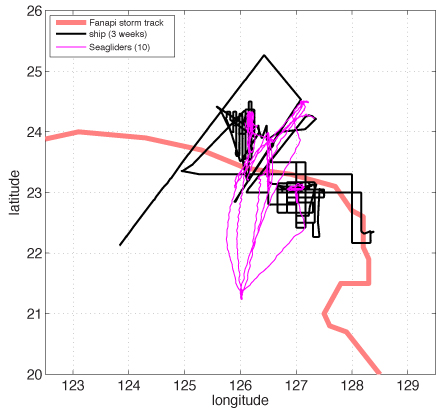 26
25
24
23
22
21
20
latitude
Fanapi storm track
ship (3 weeks)
Seagliders (10)
123 124 125 126 127 128 129
longitude